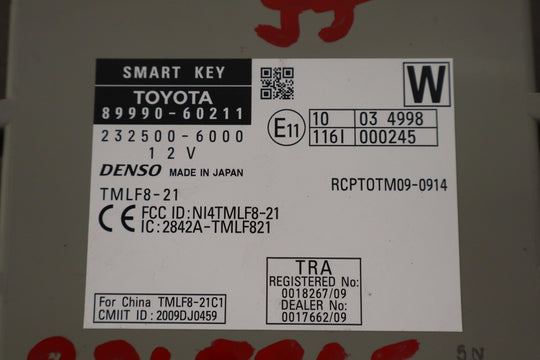 SMART KEY
TOYOTA
89990-60211
232500-6000
12V
DENSO MADE IN JAPAN
TMLF8-21
CE FCC ID:NI4TMLF8-21
IC: 2842A-TMLF821
For China TMLF8-21C1
CMIIT ID: 2009DJ0459
W
E11
10 03 4998
116I 000245
RCPTOTM09-0914
TRA
REGISTERED No:
0018267/09
DEALER No:
0017662/09
5N